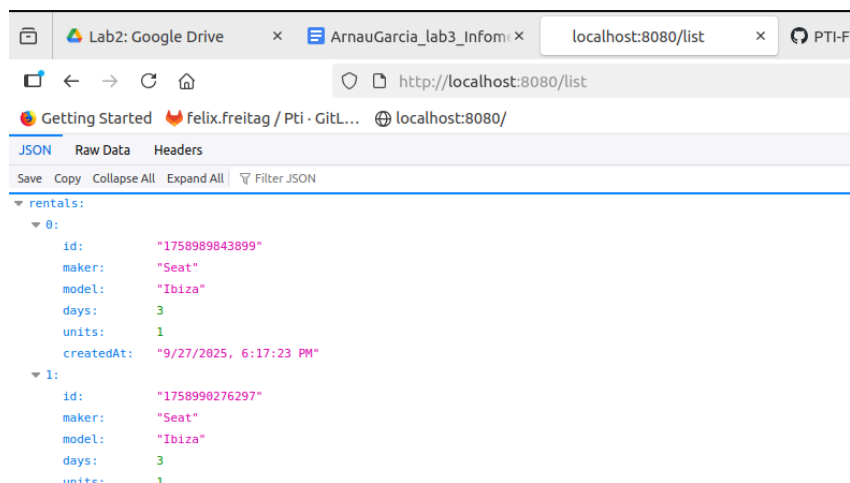 Lab2: Google Drive × ArnauGarcia_lab3_Infome × localhost:8080/list × PTI-F
http://localhost:8080/list
Getting Started felix.freitag / Pti · GitL... localhost:8080/
JSON Raw Data Headers
Save Copy Collapse All Expand All Filter JSON
rentals:
0:
id: "1758989843899"
maker: "Seat"
model: "Ibiza"
days: 3
units: 1
createdAt: "9/27/2025, 6:17:23 PM"
1:
id: "1758990276297"
maker: "Seat"
model: "Ibiza"
days: 3
units: 1